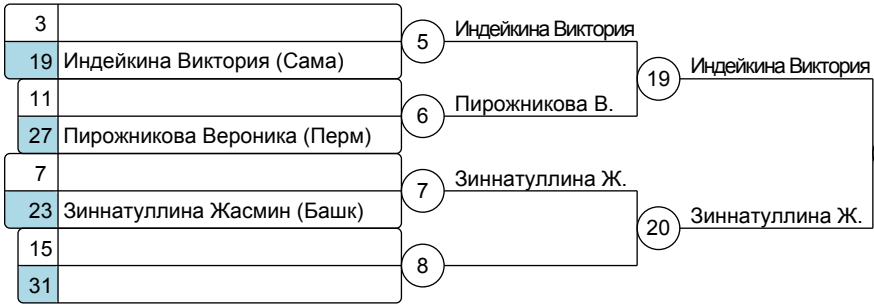 3
19 Индейкина Виктория (Сама)
5
Индейкина Виктория
11
27 Пирожникова Вероника (Перм)
6
Пирожникова В.
19
Индейкина Виктория
7
23 Зиннатуллина Жасмин (Башк)
7
Зиннатуллина Ж.
15
31
8
20
Зиннатуллина Ж.